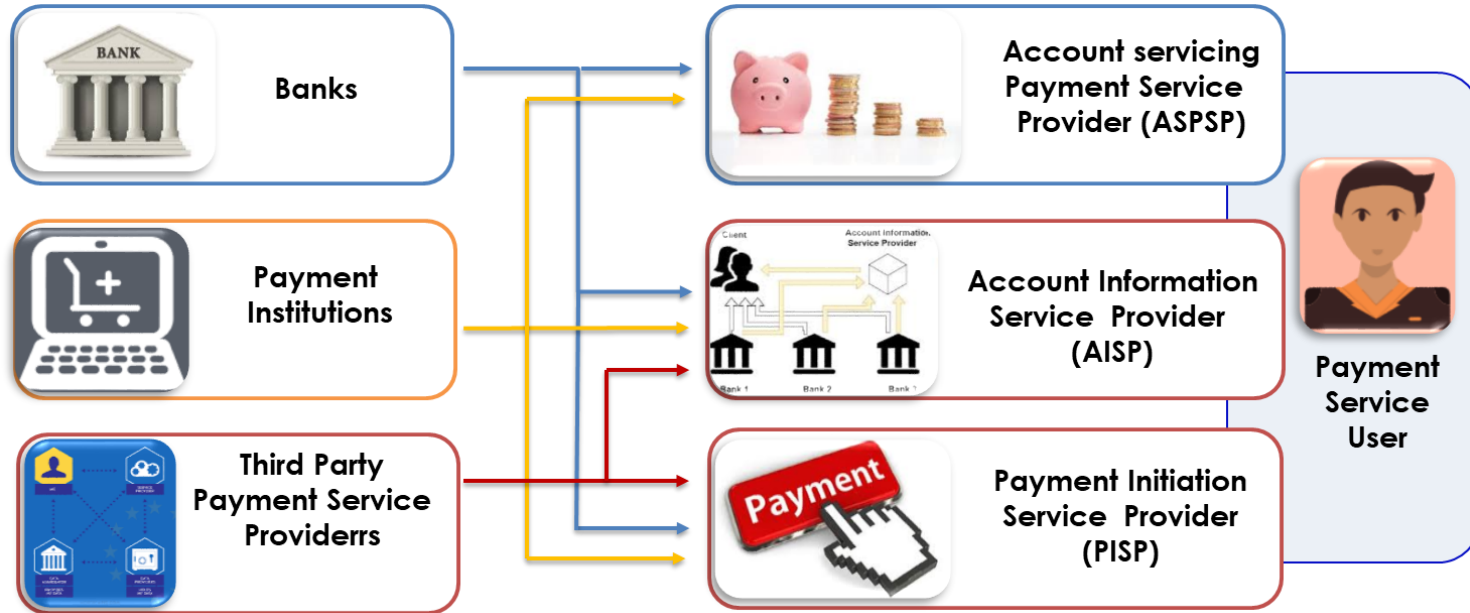 BANK
Banks
Account servicing
Payment Service
Provider (ASPSP)
Payment
Institutions
Client
Account Information
Service Provider
Bank 1
Bank 2
Account Information
Service Provider
(AISP)
Payment
Service
User
Third Party
Payment Service
Providerrs
Payment
Payment Initiation
Service Provider
(PISP)